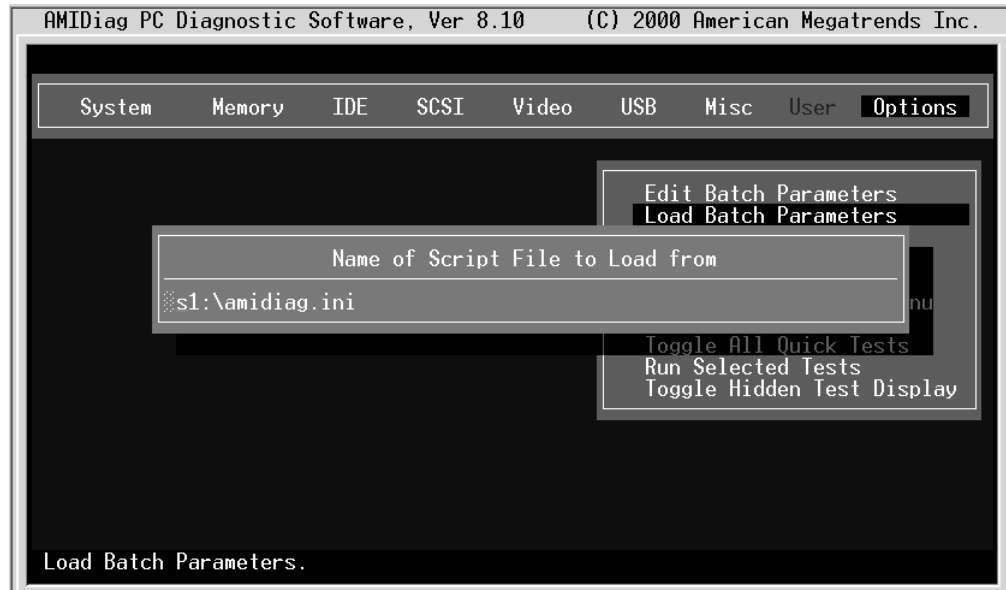 AMIDiag PC Diagnostic Software, Ver 8.10 (C) 2000 American Megatrends Inc.
System Memory IDE SCSI Video USB Misc User Options
Edit Batch Parameters
Load Batch Parameters
Name of Script File to Load from
s1:\amidiag.ini
nu
Toggle All Quick Tests
Run Selected Tests
Toggle Hidden Test Display
Load Batch Parameters.